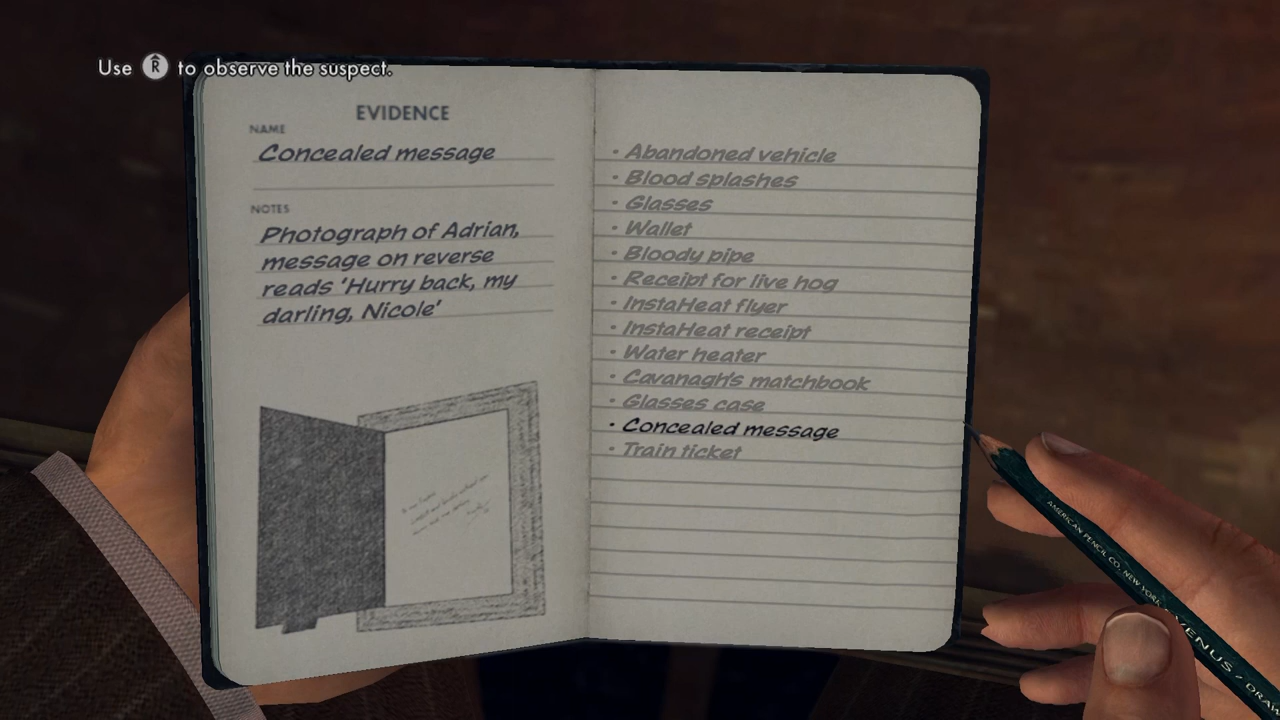 Use R to observe the suspect.
EVIDENCE
NAME
Concealed message
NOTES
Photograph of Adrian,
message on reverse
reads 'Hurry back, my
darling, Nicole'
• Abandoned vehicle
• Blood splashes
• Glasses
• Wallet
• Bloody pipe
• Receipt for live hog
• InstaHeat flyer
• InstaHeat receipt
• Water heater
• Cavanagh's matchbook
• Glasses case
• Concealed message
• Train ticket
AMERICAN PENCIL CO. NEW YORK VENUS / DRAW